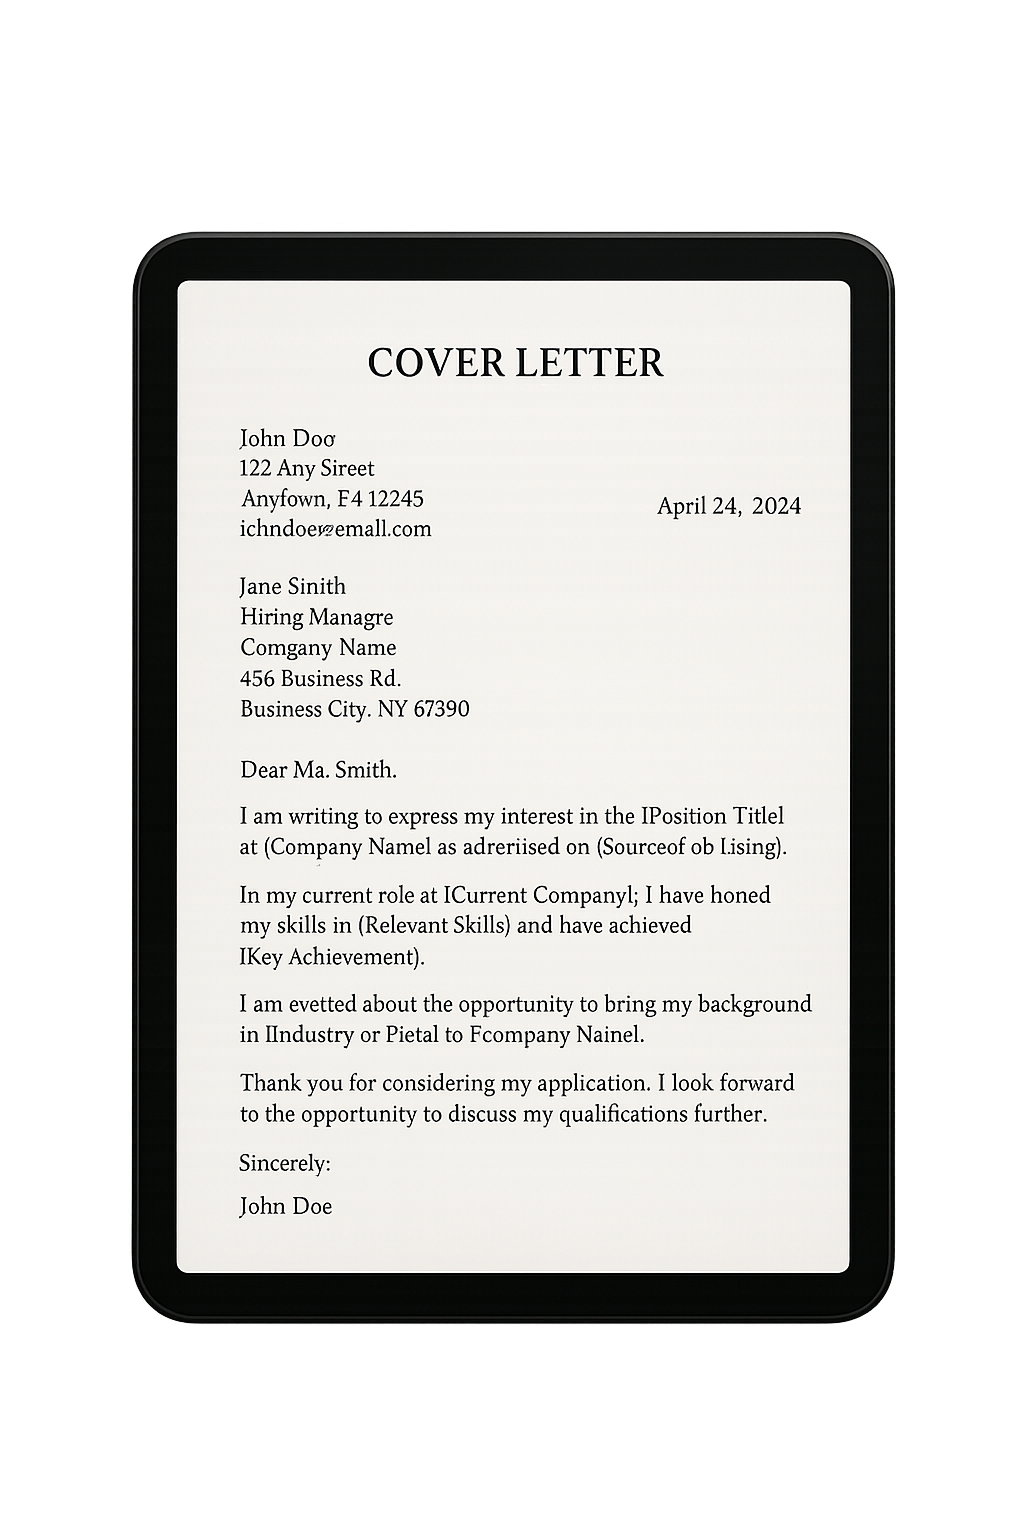 COVER LETTER
John Doo
122 Any Sireet
Anyfown, F4 12245
April 24, 2024
Jane Sinith
Hiring Managre
Comgany Name
456 Business Rd.
Business City. NY 67390
Dear Ma. Smith.
I am writing to express my interest in the IPosition Titlel
at (Company Namel as adreriised on (Sourceof ob Lising).
In my current role at ICurrent Companyl; I have honed
my skills in (Relevant Skills) and have achieved
IKey Achievement).
I am evetted about the opportunity to bring my background
in IIndustry or Pietal to Fcompany Nainel.
Thank you for considering my application. I look forward
to the opportunity to discuss my qualifications further.
Sincerely:
John Doe